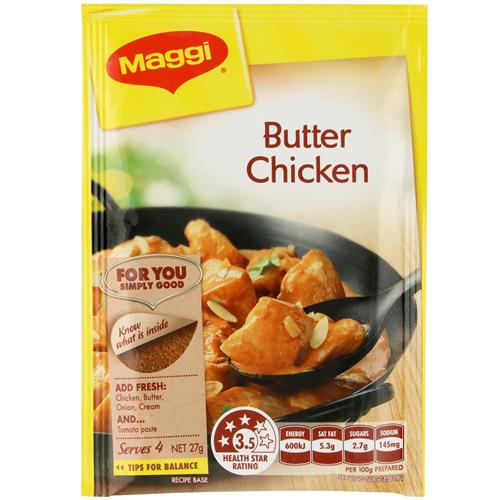 Maggi®
Butter
Chicken
FOR YOU
SIMPLY GOOD
Know
what is inside
ADD FRESH:
Chicken, Butter,
Onion, Cream
AND...
Tomato paste
Serves 4 NET 27g
TIPS FOR BALANCE
RECIPE BASE
3.5
HEALTH STAR
RATING
ENERGY 600kJ
SAT FAT 5.3g
SUGARS 2.7g
SODIUM 145mg
PER 100g PREPARED
SERVING SUGGESTION